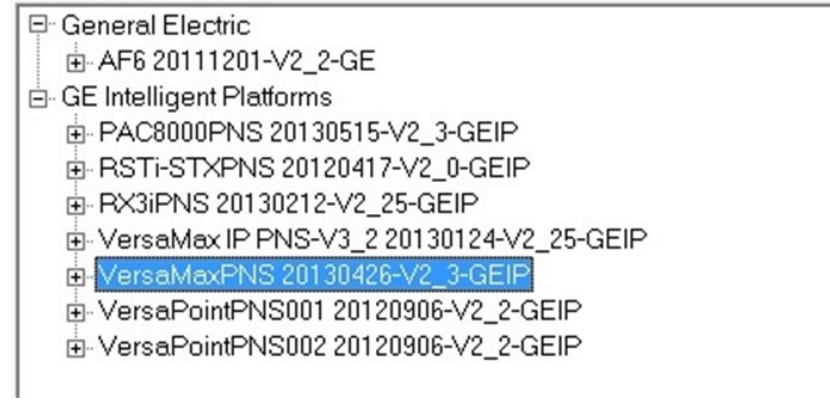 General Electric
AF6 20111201-V2_2-GE
GE Intelligent Platforms
PAC8000PNS 20130515-V2_3-GEIP
RSTi-STXPNS 20120417-V2_0-GEIP
RX3iPNS 20130212-V2_25-GEIP
VersaMax IP PNS-V3_2 20130124-V2_25-GEIP
VersaMaxPNS 20130426-V2_3-GEIP
VersaPointPNS001 20120906-V2_2-GEIP
VersaPointPNS002 20120906-V2_2-GEIP